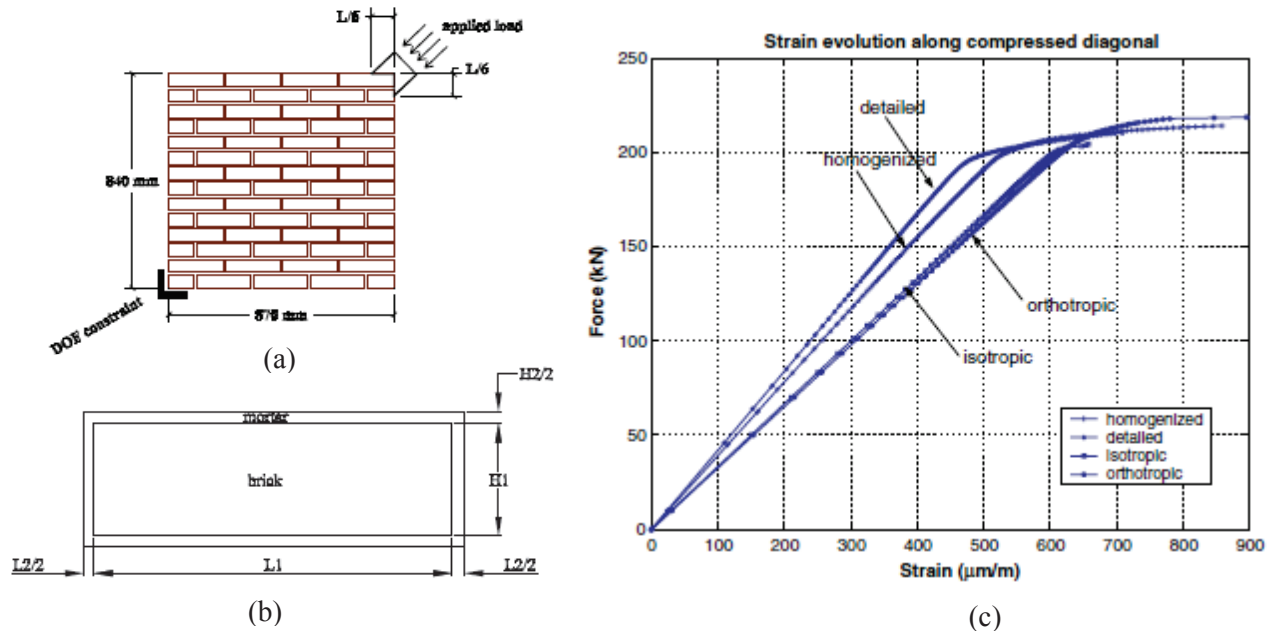 L/6
applied load
L/6
840 mm
DOF constraint
870 mm
(a)
H2/2
mortar
brick
H1
L2/2
L1
L2/2
(b)
Strain evolution along compressed diagonal
250
200
150
100
50
0
Force (kN)
detailed
homogenized
orthotropic
isotropic
homogenized
detailed
isotropic
orthotropic
0 100 200 300 400 500 600 700 800 900
Strain (μm/m)
(c)